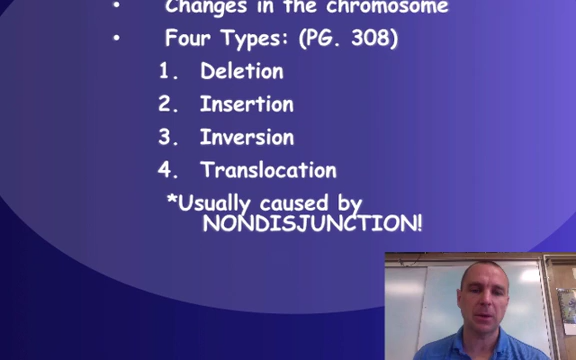 • Changes in the chromosome
• Four Types: (PG. 308)
1. Deletion
2. Insertion
3. Inversion
4. Translocation
*Usually caused by
NONDISJUNCTION!